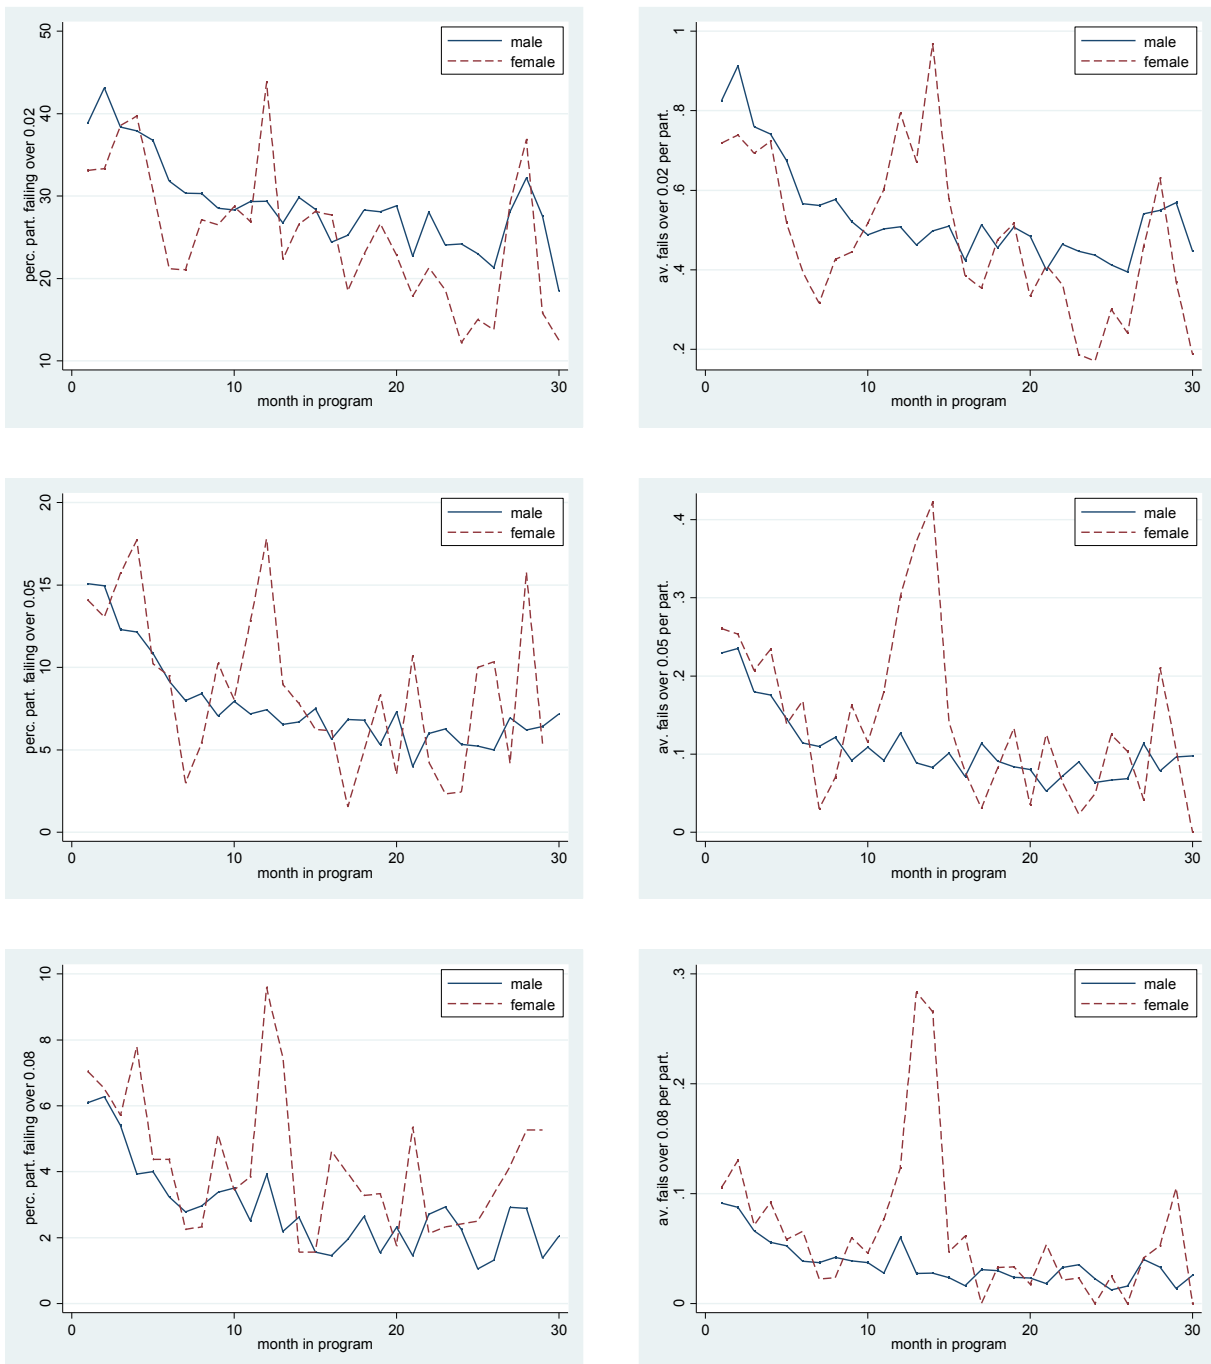 perc. part. failing over 0.02
50
40
30
20
10
male
female
0 10 20 30
month in program
av. fails over 0.02 per part.
1
.8
.6
.4
.2
male
female
0 10 20 30
month in program
perc. part. failing over 0.05
20
15
10
5
0
male
female
0 10 20 30
month in program
av. fails over 0.05 per part.
.4
.3
.2
.1
0
male
female
0 10 20 30
month in program
perc. part. failing over 0.08
10
8
6
4
2
0
male
female
0 10 20 30
month in program
av. fails over 0.08 per part.
.3
.2
.1
0
male
female
0 10 20 30
month in program